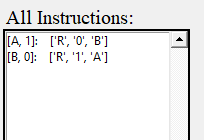 All Instructions:
[A, 1]: ['R', '0', 'B']
[B, 0]: ['R', '1', 'A']